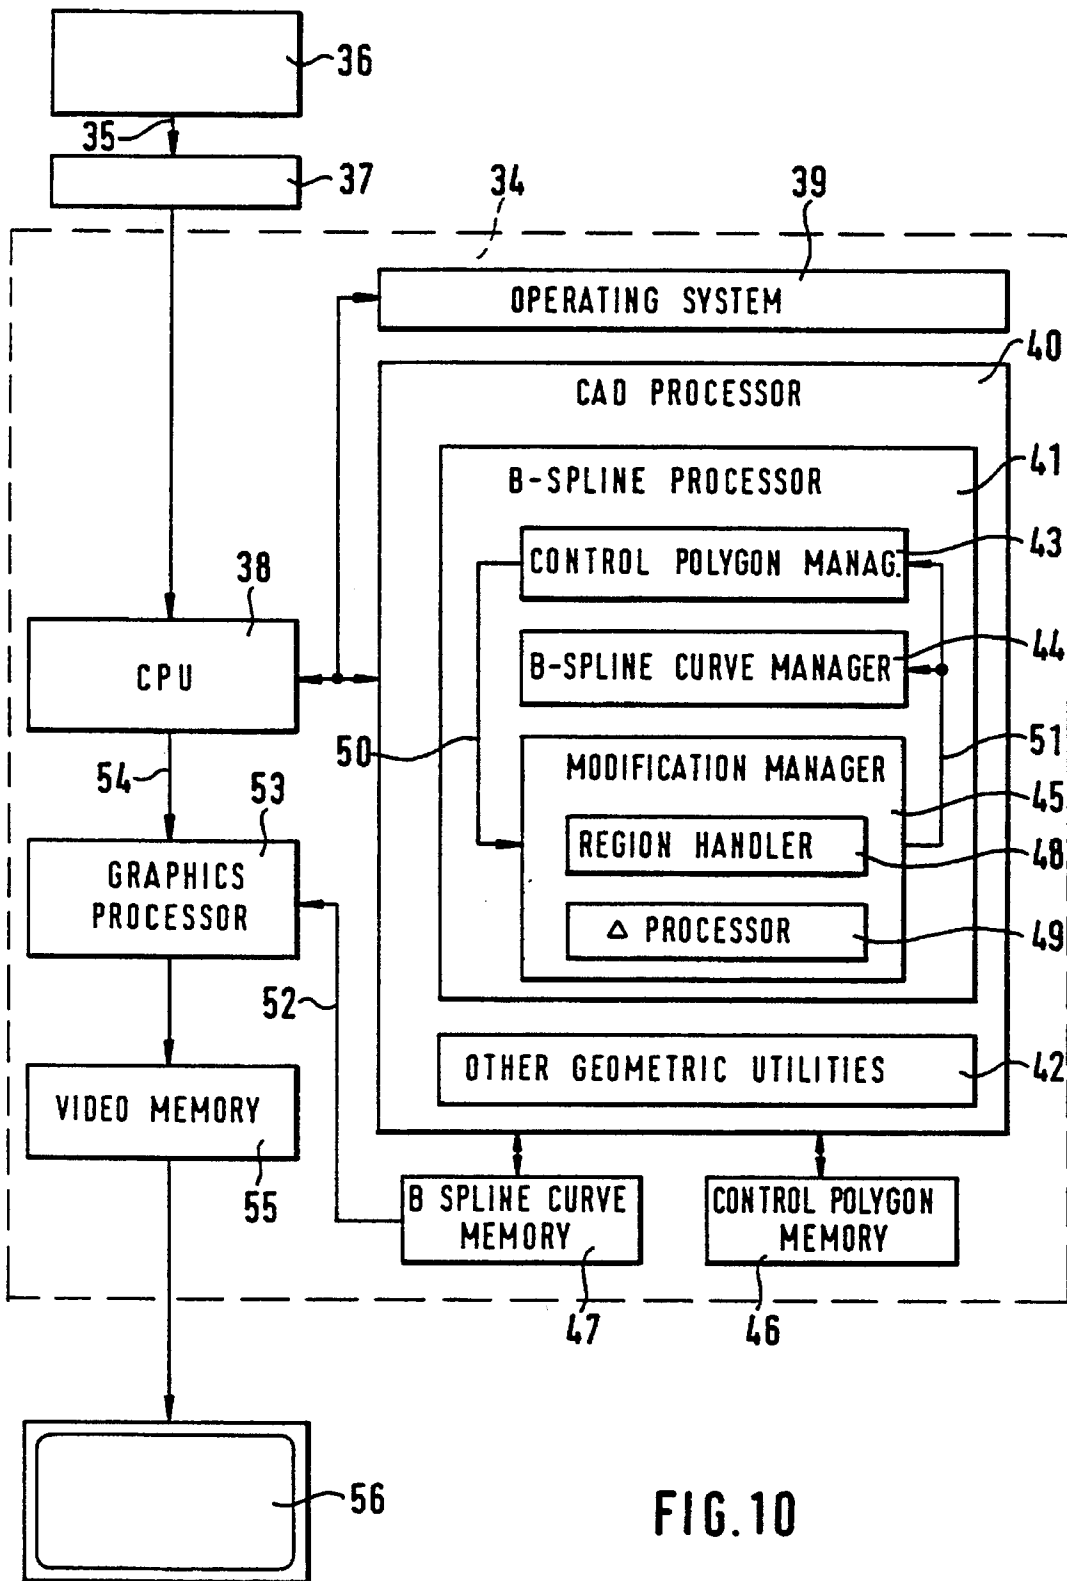 36
35
37
34
39
OPERATING SYSTEM
40
CAD PROCESSOR
41
B-SPLINE PROCESSOR
43
CONTROL POLYGON MANAG.
38
CPU
44
B-SPLINE CURVE MANAGER
50
51
54
MODIFICATION MANAGER
53
45
REGION HANDLER
48
GRAPHICS
PROCESSOR
△ PROCESSOR
49
52
OTHER GEOMETRIC UTILITIES
42
VIDEO MEMORY
55
B SPLINE CURVE
MEMORY
CONTROL POLYGON
MEMORY
47
46
56
FIG.10